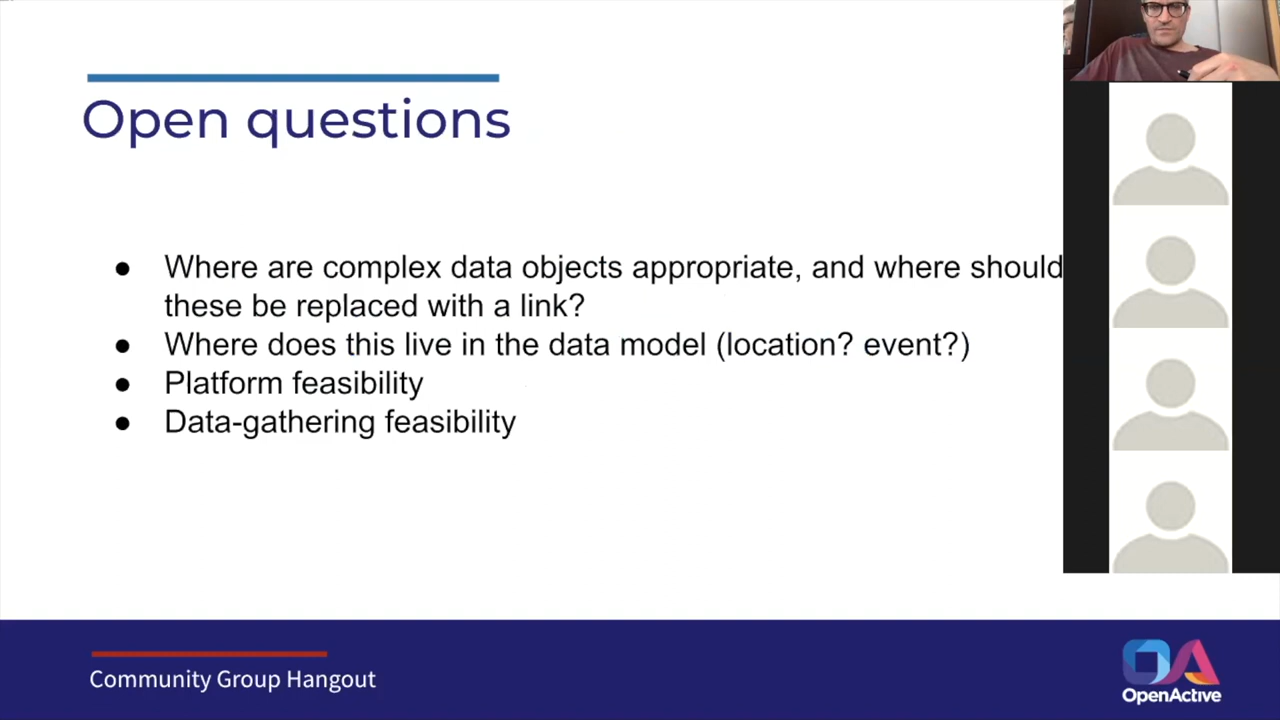 Open questions
● Where are complex data objects appropriate, and where should
these be replaced with a link?
● Where does this live in the data model (location? event?)
● Platform feasibility
● Data-gathering feasibility
Community Group Hangout
OA
OpenActive